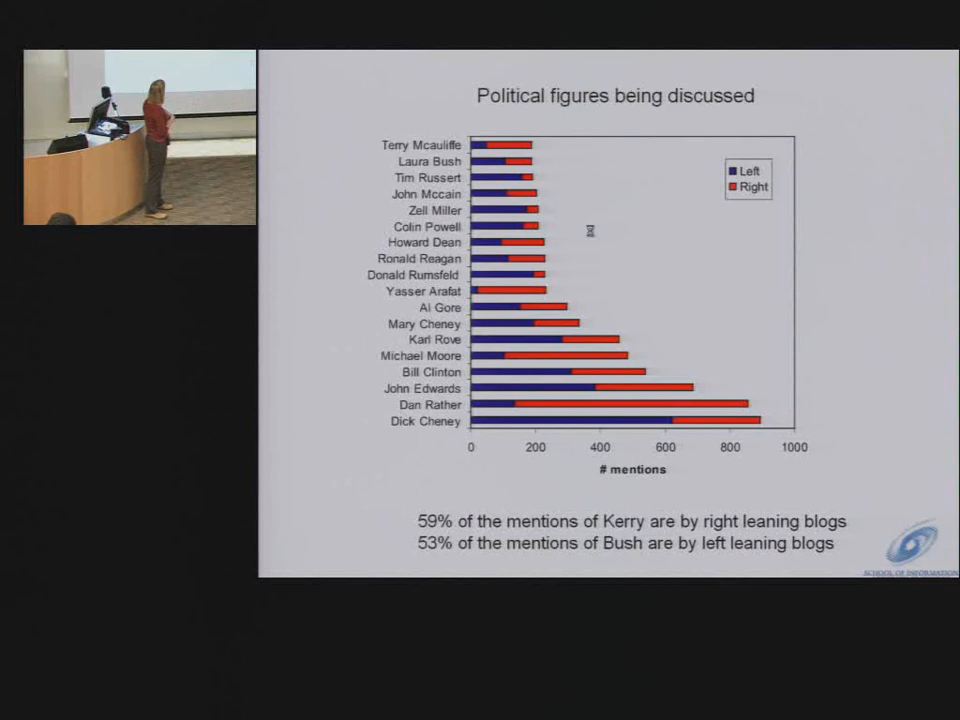 Political figures being discussed
Terry Mcauliffe
Laura Bush
Tim Russert
John Mccain
Zell Miller
Colin Powell
Howard Dean
Ronald Reagan
Donald Rumsfeld
Yasser Arafat
Al Gore
Mary Cheney
Karl Rove
Michael Moore
Bill Clinton
John Edwards
Dan Rather
Dick Cheney
Left
Right
0 200 400 600 800 1000
# mentions
59% of the mentions of Kerry are by right leaning blogs
53% of the mentions of Bush are by left leaning blogs
SCHOOL OF INFORMATION